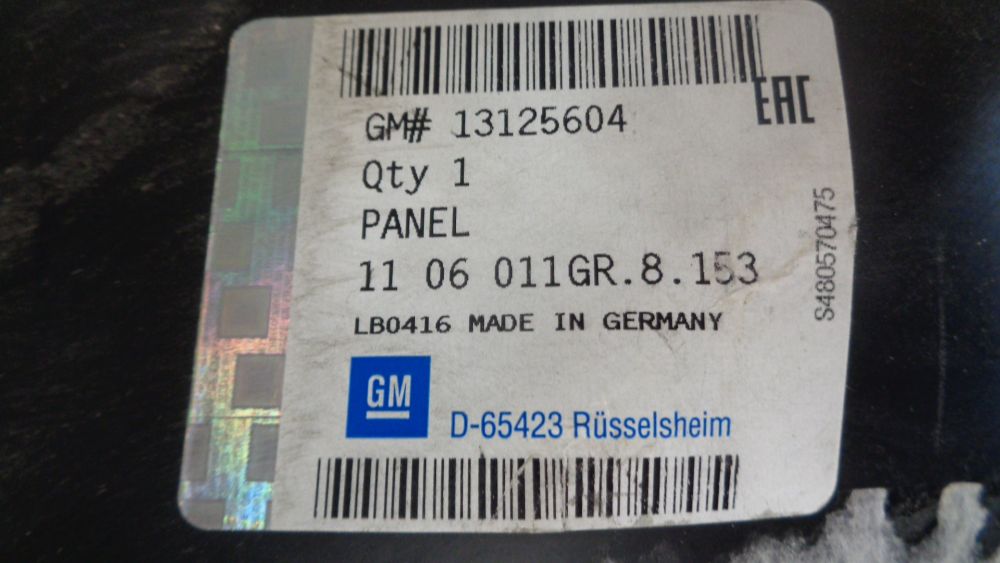 GM# 13125604
EAC
Qty 1
PANEL
11 06 011GR.8.153
LB0416 MADE IN GERMANY
GM
D-65423 Rüsselsheim
S480570475